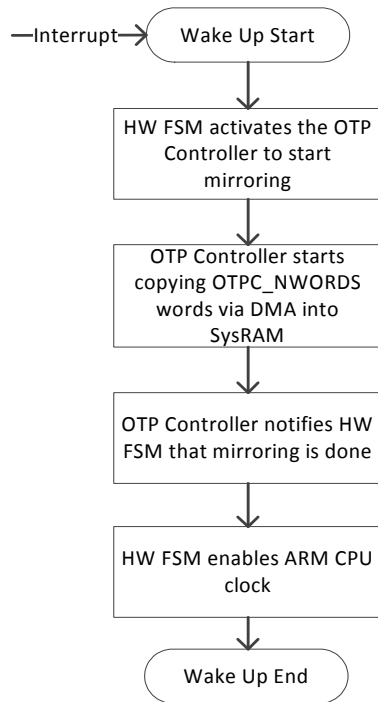 Interrupt
Wake Up Start
HW FSM activates the OTP
Controller to start
mirroring
OTP Controller starts
copying OTPC_NWORDS
words via DMA into
SysRAM
OTP Controller notifies HW
FSM that mirroring is done
HW FSM enables ARM CPU
clock
Wake Up End